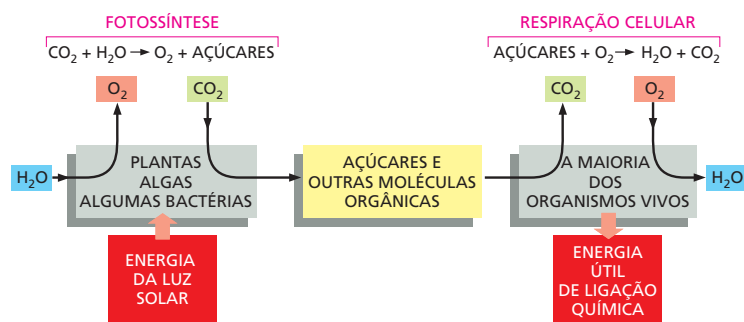 FOTOSSÍNTESE
CO₂ + H₂O → O₂ + AÇÚCARES
RESPIRAÇÃO CELULAR
AÇÚCARES + O₂ → H₂O + CO₂
O₂
CO₂
CO₂
O₂
H₂O
PLANTAS
ALGAS
ALGUMAS BACTÉRIAS
AÇÚCARES E
OUTRAS MOLÉCULAS
ORGÂNICAS
A MAIORIA
DOS
ORGANISMOS VIVOS
H₂O
ENERGIA
DA LUZ
SOLAR
ENERGIA
ÚTIL
DE LIGAÇÃO
QUÍMICA